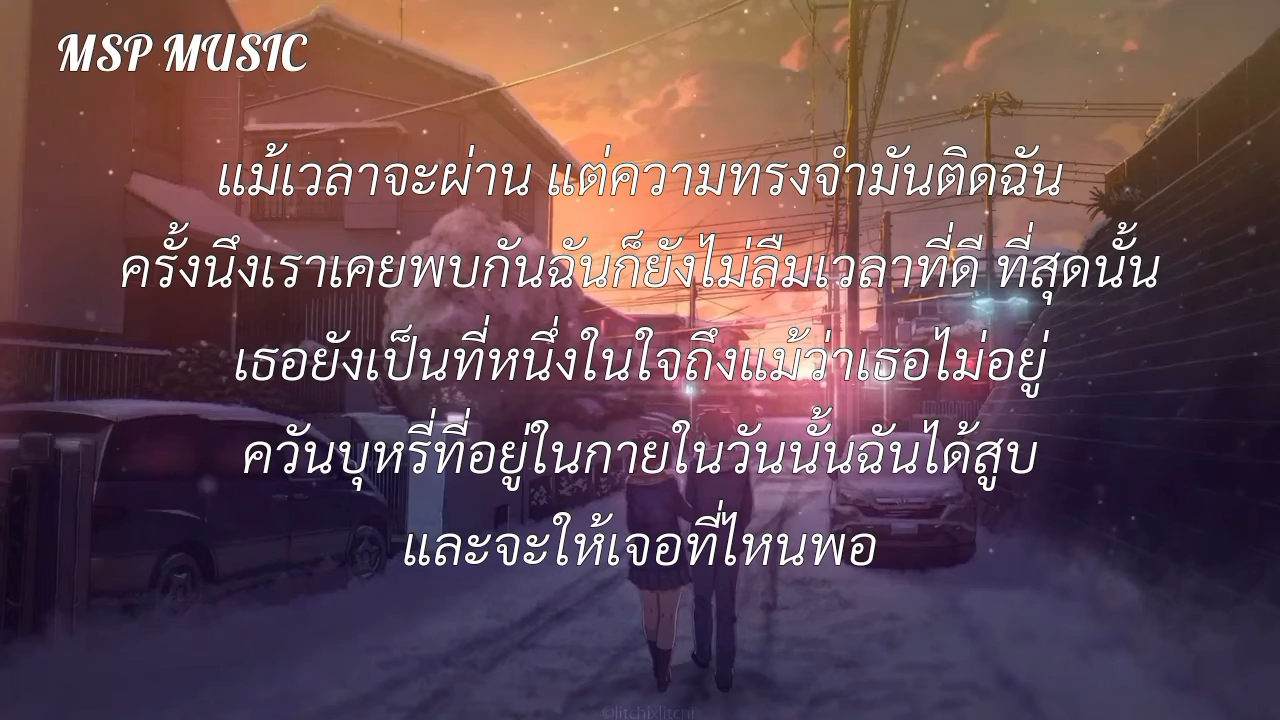 MSP MUSIC
แม้เวลาจะผ่าน แต่ความทรงจำมันติดฉัน
ครั้งนึงเราเคยพบกันฉันก็ยังไม่ลืมเวลาที่ดี ที่สุดนั้น
เธอยังเป็นที่หนึ่งในใจถึงแม้ว่าเธอไม่อยู่
ควันบุหรี่ที่อยู่ในกายในวันนั้นฉันได้สูบ
และจะให้เจอที่ไหนพอ
©litchixlitchi